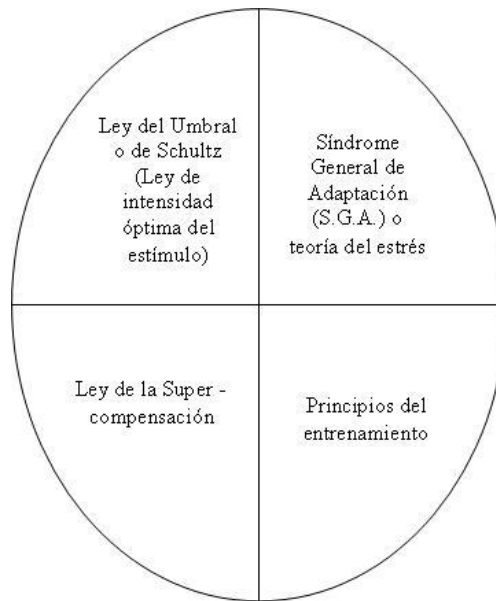 Ley del Umbral
o de Schultz
(Ley de
intensidad
óptima del
estímulo)
Síndrome
General de
Adaptación
(S.G.A.) o
teoría del estrés
Ley de la Super -
compensación
Principios del
entrenamiento